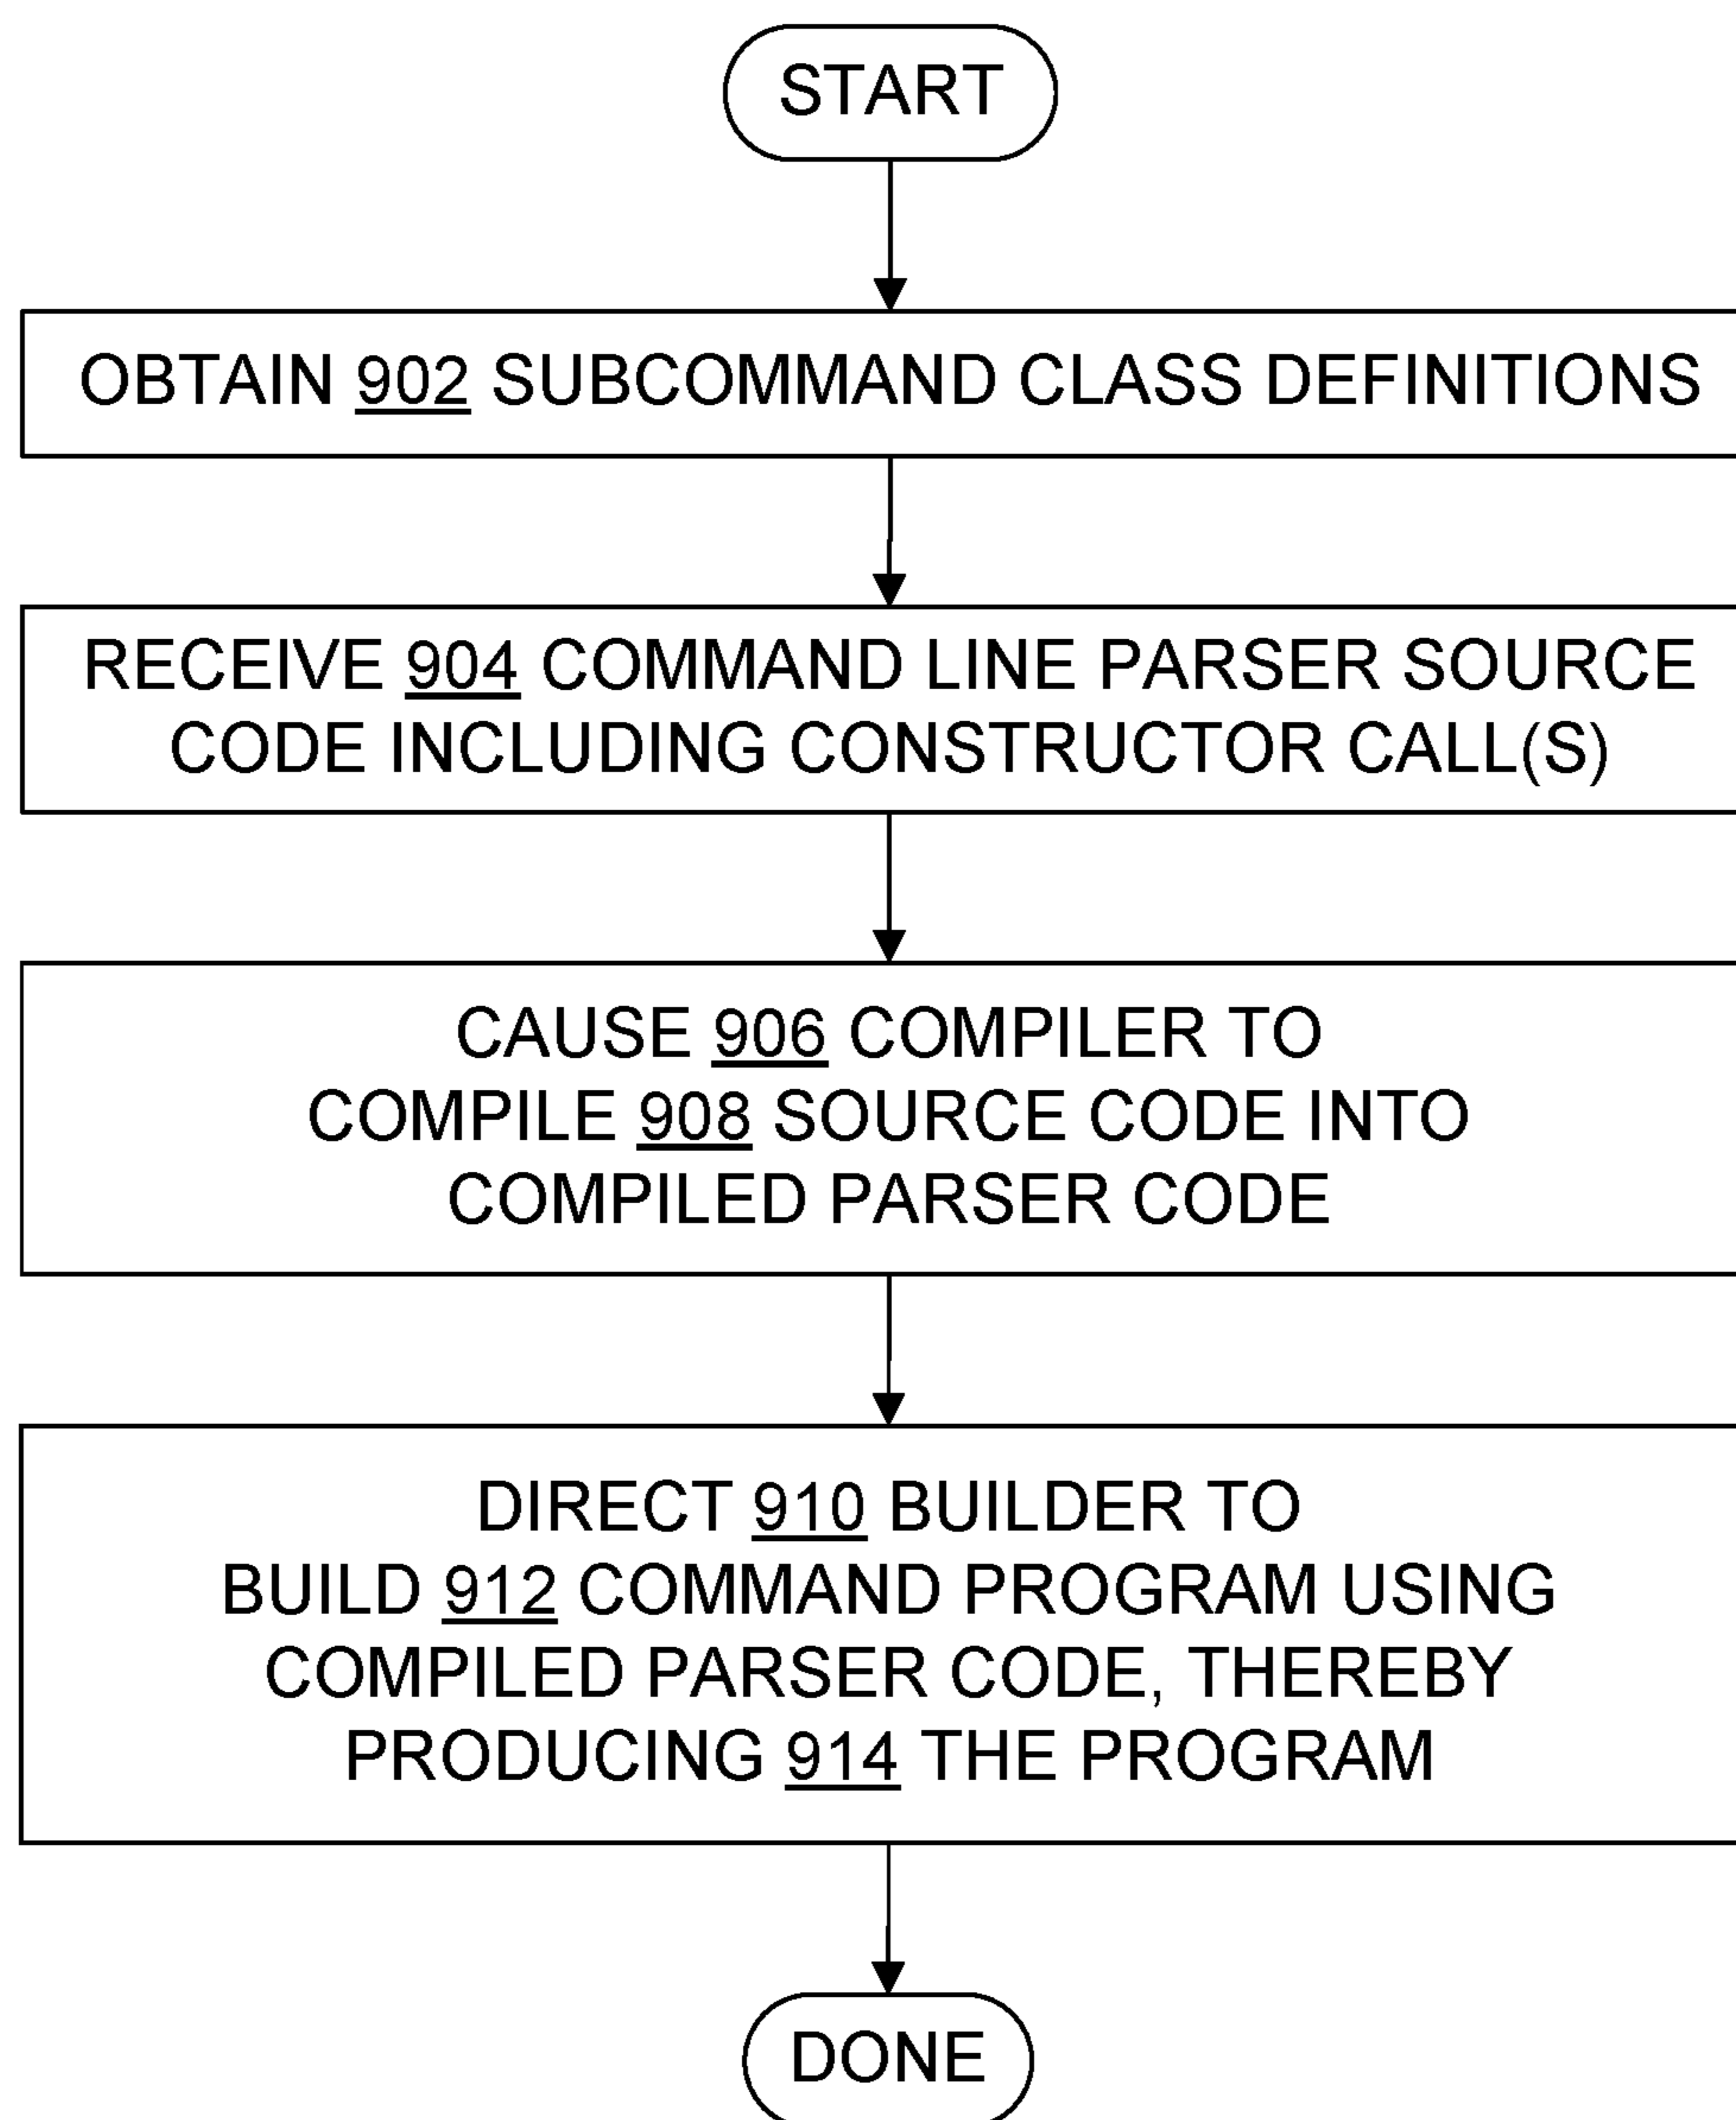 START
OBTAIN 902 SUBCOMMAND CLASS DEFINITIONS
RECEIVE 904 COMMAND LINE PARSER SOURCE
CODE INCLUDING CONSTRUCTOR CALL(S)
CAUSE 906 COMPILER TO
COMPILE 908 SOURCE CODE INTO
COMPILED PARSER CODE
DIRECT 910 BUILDER TO
BUILD 912 COMMAND PROGRAM USING
COMPILED PARSER CODE, THEREBY
PRODUCING 914 THE PROGRAM
DONE